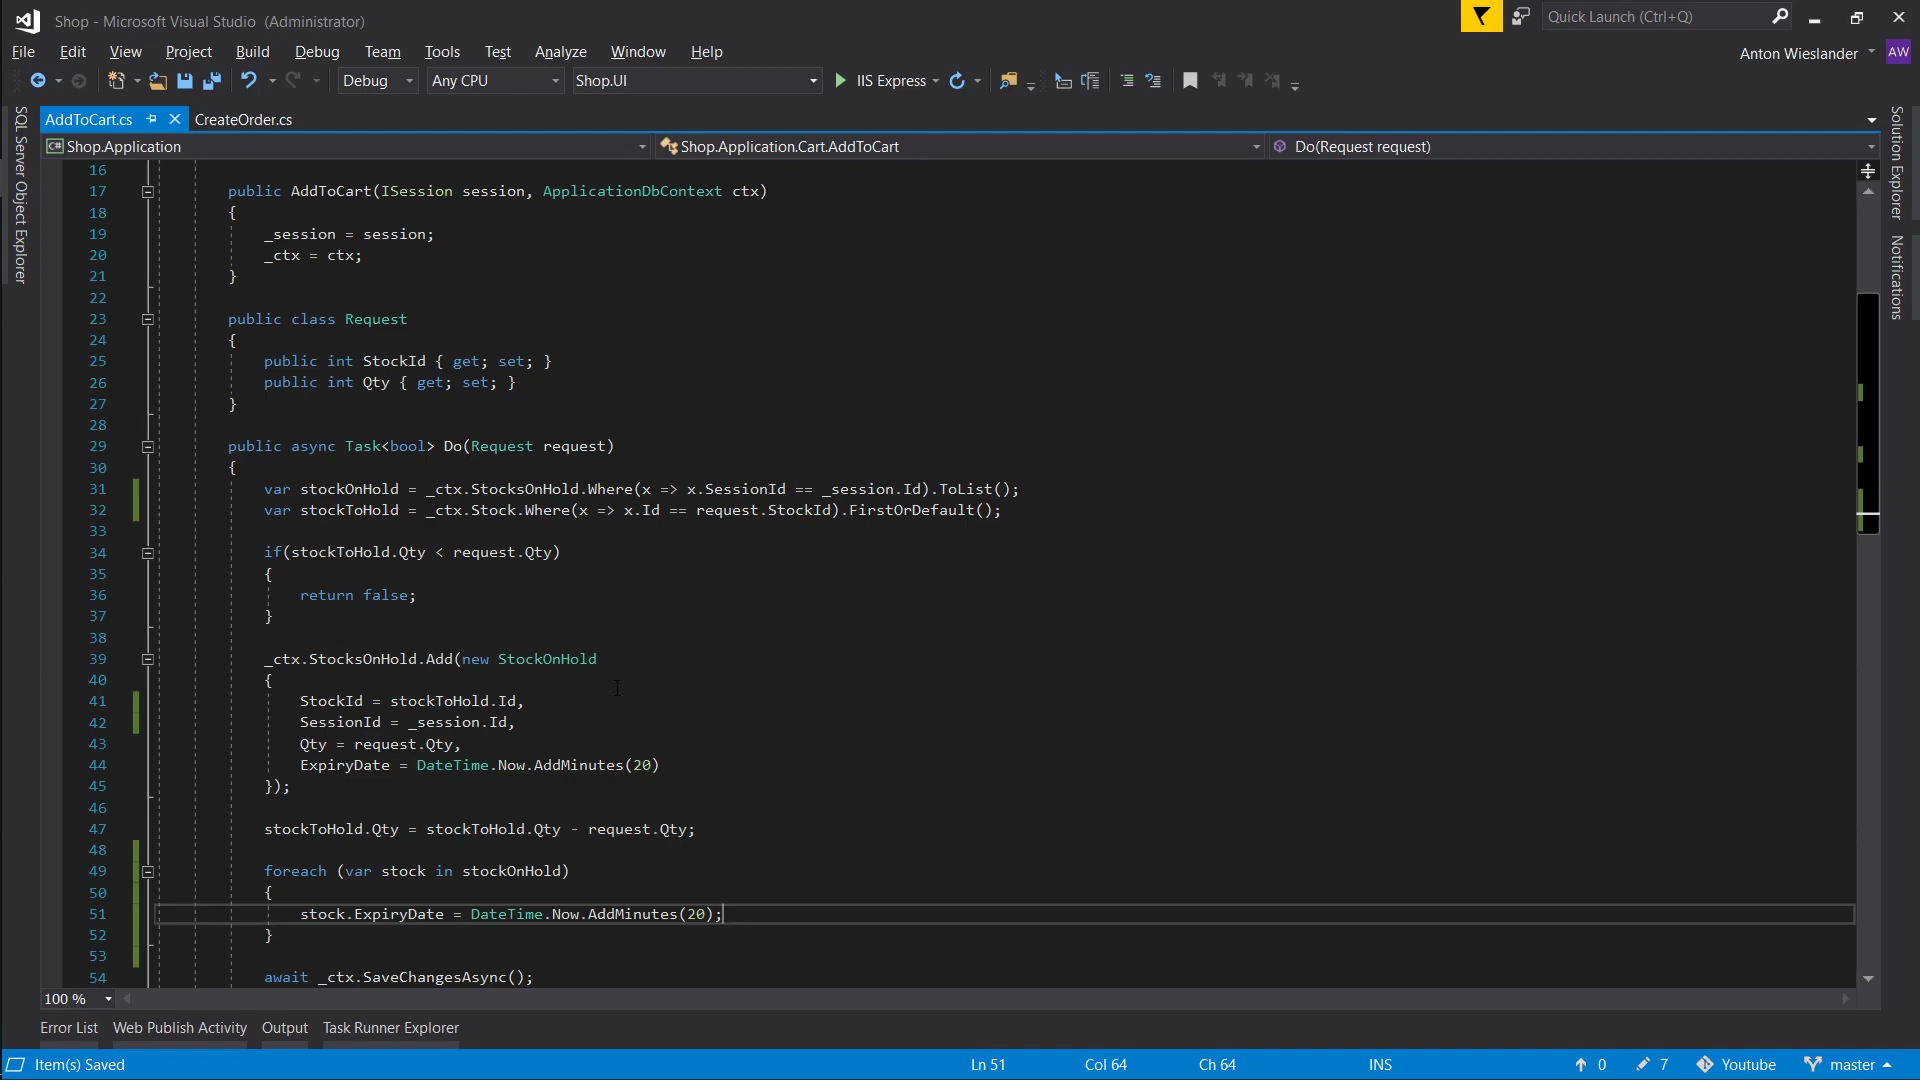 Shop - Microsoft Visual Studio (Administrator)
Quick Launch (Ctrl+Q)
File Edit View Project Build Debug Team Tools Test Analyze Window Help
Anton Wieslander AW
Debug Any CPU Shop.UI IIS Express
SQL Server Object Explorer
Solution Explorer
Notifications
AddToCart.cs CreateOrder.cs
C# Shop.Application Shop.Application.Cart.AddToCart Do(Request request)
16
17 public AddToCart(ISession session, ApplicationDbContext ctx)
18 {
19 _session = session;
20 _ctx = ctx;
21 }
22
23 public class Request
24 {
25 public int StockId { get; set; }
26 public int Qty { get; set; }
27 }
28
29 public async Task<bool> Do(Request request)
30 {
31 var stockOnHold = _ctx.StocksOnHold.Where(x => x.SessionId == _session.Id).ToList();
32 var stockToHold = _ctx.Stock.Where(x => x.Id == request.StockId).FirstOrDefault();
33
34 if(stockToHold.Qty < request.Qty)
35 {
36 return false;
37 }
38
39 _ctx.StocksOnHold.Add(new StockOnHold
40 {
41 StockId = stockToHold.Id,
42 SessionId = _session.Id,
43 Qty = request.Qty,
44 ExpiryDate = DateTime.Now.AddMinutes(20)
45 });
46
47 stockToHold.Qty = stockToHold.Qty - request.Qty;
48
49 foreach (var stock in stockOnHold)
50 {
51 stock.ExpiryDate = DateTime.Now.AddMinutes(20);
52 }
53
54 await _ctx.SaveChangesAsync();
100 %
Error List Web Publish Activity Output Task Runner Explorer
Item(s) Saved Ln 51 Col 64 Ch 64 INS 0 7 Youtube master